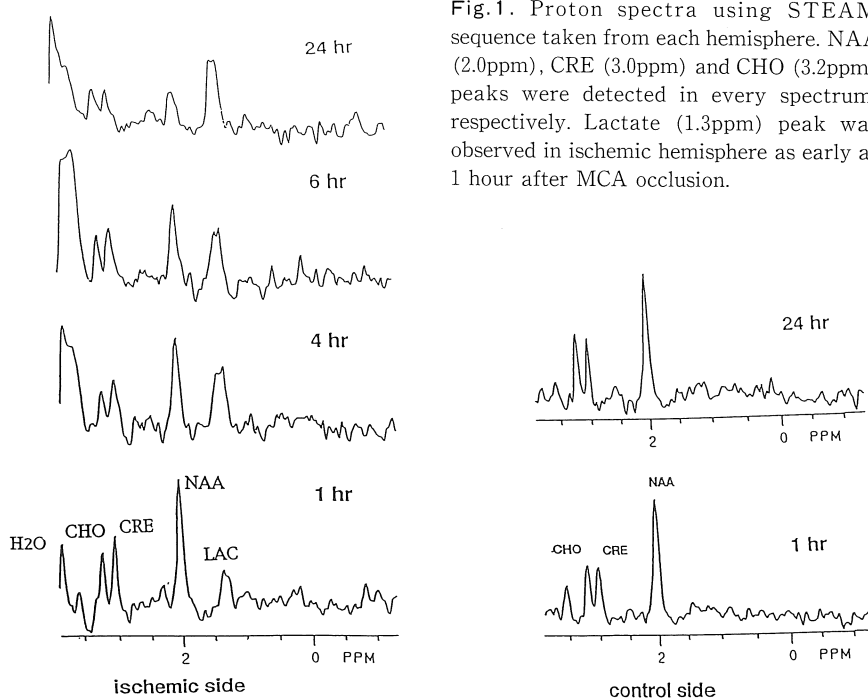 Fig.1. Proton spectra using STEAM
sequence taken from each hemisphere. NAA
(2.0ppm), CRE (3.0ppm) and CHO (3.2ppm
peaks were detected in every spectrum
respectively. Lactate (1.3ppm) peak wa
observed in ischemic hemisphere as early a
1 hour after MCA occlusion.
24 hr
6 hr
4 hr
1 hr
NAA
H2O
CHO
CRE
LAC
2
0
PPM
ischemic side
24 hr
2
0
PPM
NAA
CHO
CRE
1 hr
2
0
PPM
control side